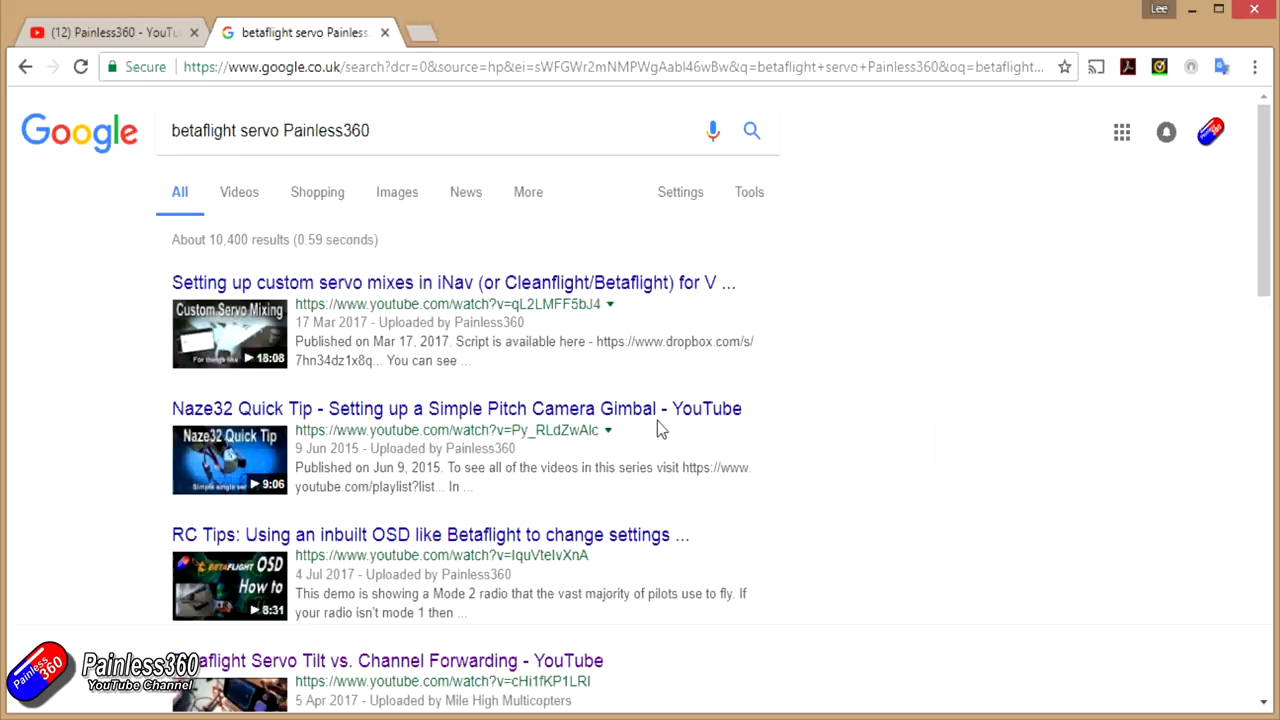 Lee
(12) Painless360 - YouTu
betaflight servo Painless
Secure
https://www.google.co.uk/search?dcr=0&source=hp&ei=sWFGWr2mNMPWgAabl46wBw&q=betaflight+servo+Painless360&oq=betaflight...
Google
betaflight servo Painless360
All Videos Shopping Images News More Settings Tools
About 10,400 results (0.59 seconds)
Setting up custom servo mixes in iNav (or Cleanflight/Betaflight) for V ...
Custom Servo Mixing
For things like
18:08
https://www.youtube.com/watch?v=qL2LMFF5bJ4
17 Mar 2017 - Uploaded by Painless360
Published on Mar 17, 2017. Script is available here - https://www.dropbox.com/s/
7hn34dz1x8q... You can see ...
Naze32 Quick Tip - Setting up a Simple Pitch Camera Gimbal - YouTube
Naze32 Quick Tip
Simple single ser
9:06
https://www.youtube.com/watch?v=Py_RLdZwAlc
9 Jun 2015 - Uploaded by Painless360
Published on Jun 9, 2015. To see all of the videos in this series visit https://www.
youtube.com/playlist?list... In ...
RC Tips: Using an inbuilt OSD like Betaflight to change settings ...
BETAFLIGHT OSD
How to
8:31
https://www.youtube.com/watch?v=IquVteIvXnA
4 Jul 2017 - Uploaded by Painless360
This demo is showing a Mode 2 radio that the vast majority of pilots use to fly. If
your radio isn't mode 1 then ...
aflight Servo Tilt vs. Channel Forwarding - YouTube
https://www.youtube.com/watch?v=cHi1fKP1LRI
5 Apr 2017 - Uploaded by Mile High Multicopters
Painless 360
Painless360
YouTube Channel